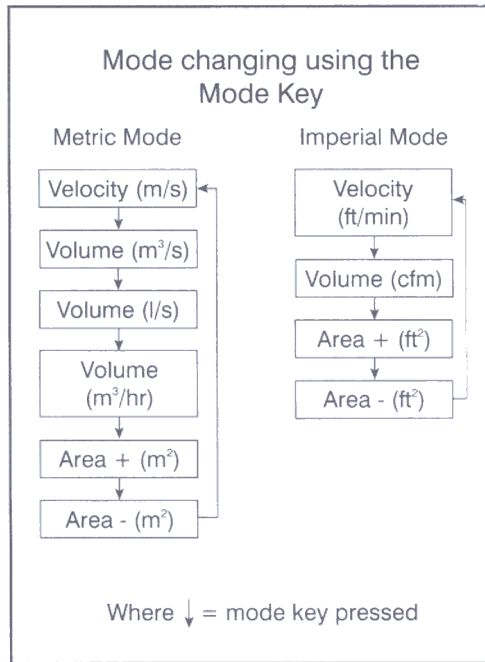 Mode changing using the
Mode Key
Metric Mode
Velocity (m/s)
Volume (m³/s)
Volume (l/s)
Volume
(m³/hr)
Area + (m²)
Area - (m²)
Imperial Mode
Velocity
(ft/min)
Volume (cfm)
Area + (ft²)
Area - (ft²)
Where ↓ = mode key pressed